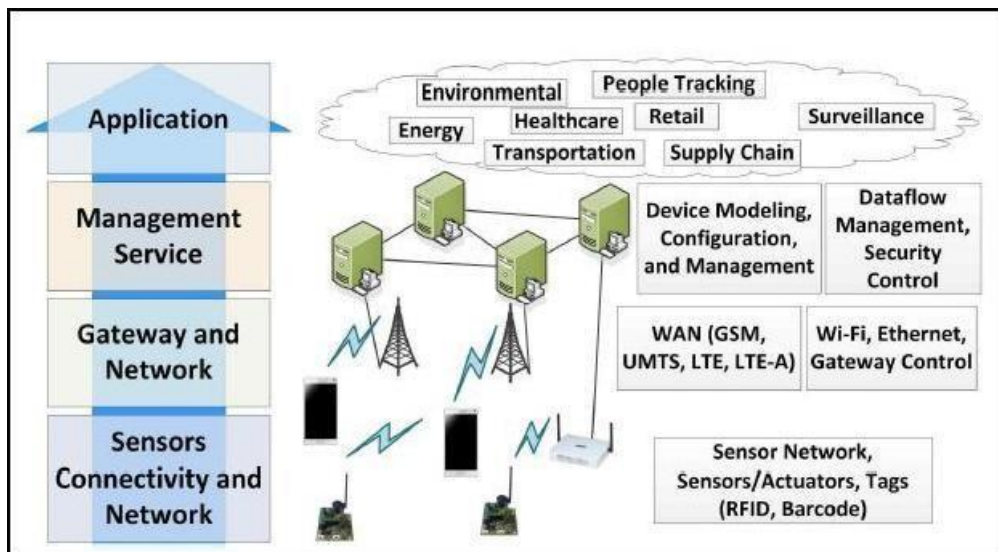 Application
Management
Service
Gateway and
Network
Sensors
Connectivity and
Network
Environmental
People Tracking
Energy
Healthcare
Retail
Surveillance
Transportation
Supply Chain
Device Modeling,
Configuration,
and Management
Dataflow
Management,
Security
Control
WAN (GSM,
UMTS, LTE, LTE-A)
Wi-Fi, Ethernet,
Gateway Control
Sensor Network,
Sensors/Actuators, Tags
(RFID, Barcode)